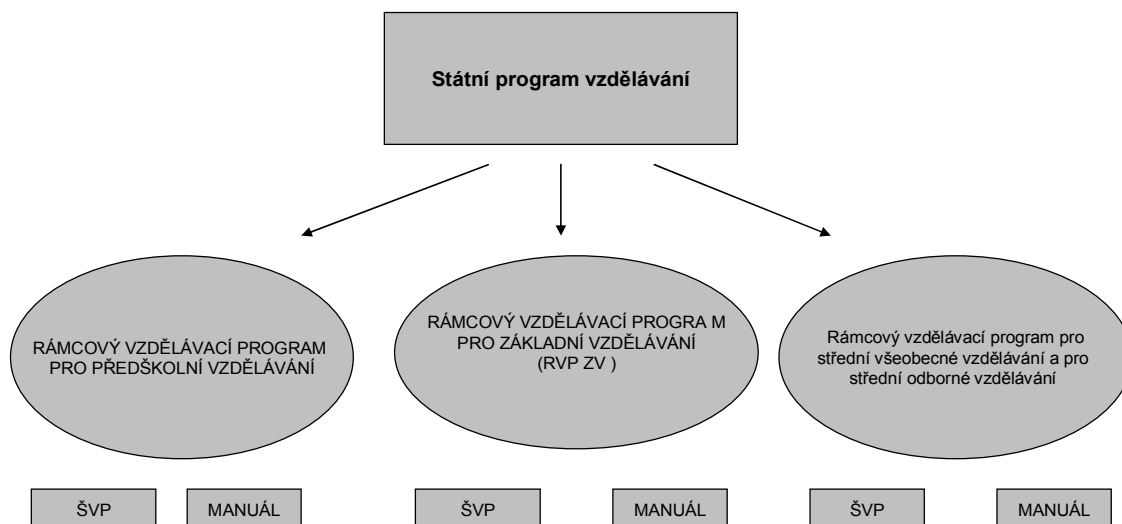 Státní program vzdělávání
RÁMCOVÝ VZDĚLÁVACÍ PROGRAM
PRO PŘEDŠKOLNÍ VZDĚLÁVÁNÍ
RÁMCOVÝ VZDĚLÁVACÍ PROGRA M
PRO ZÁKLADNÍ VZDĚLÁVÁNÍ
(RVP ZV )
Rámcový vzdělávací program pro
střední všeobecné vzdělávání a pro
střední odborné vzdělávání
ŠVP
MANUÁL
ŠVP
MANUÁL
ŠVP
MANUÁL